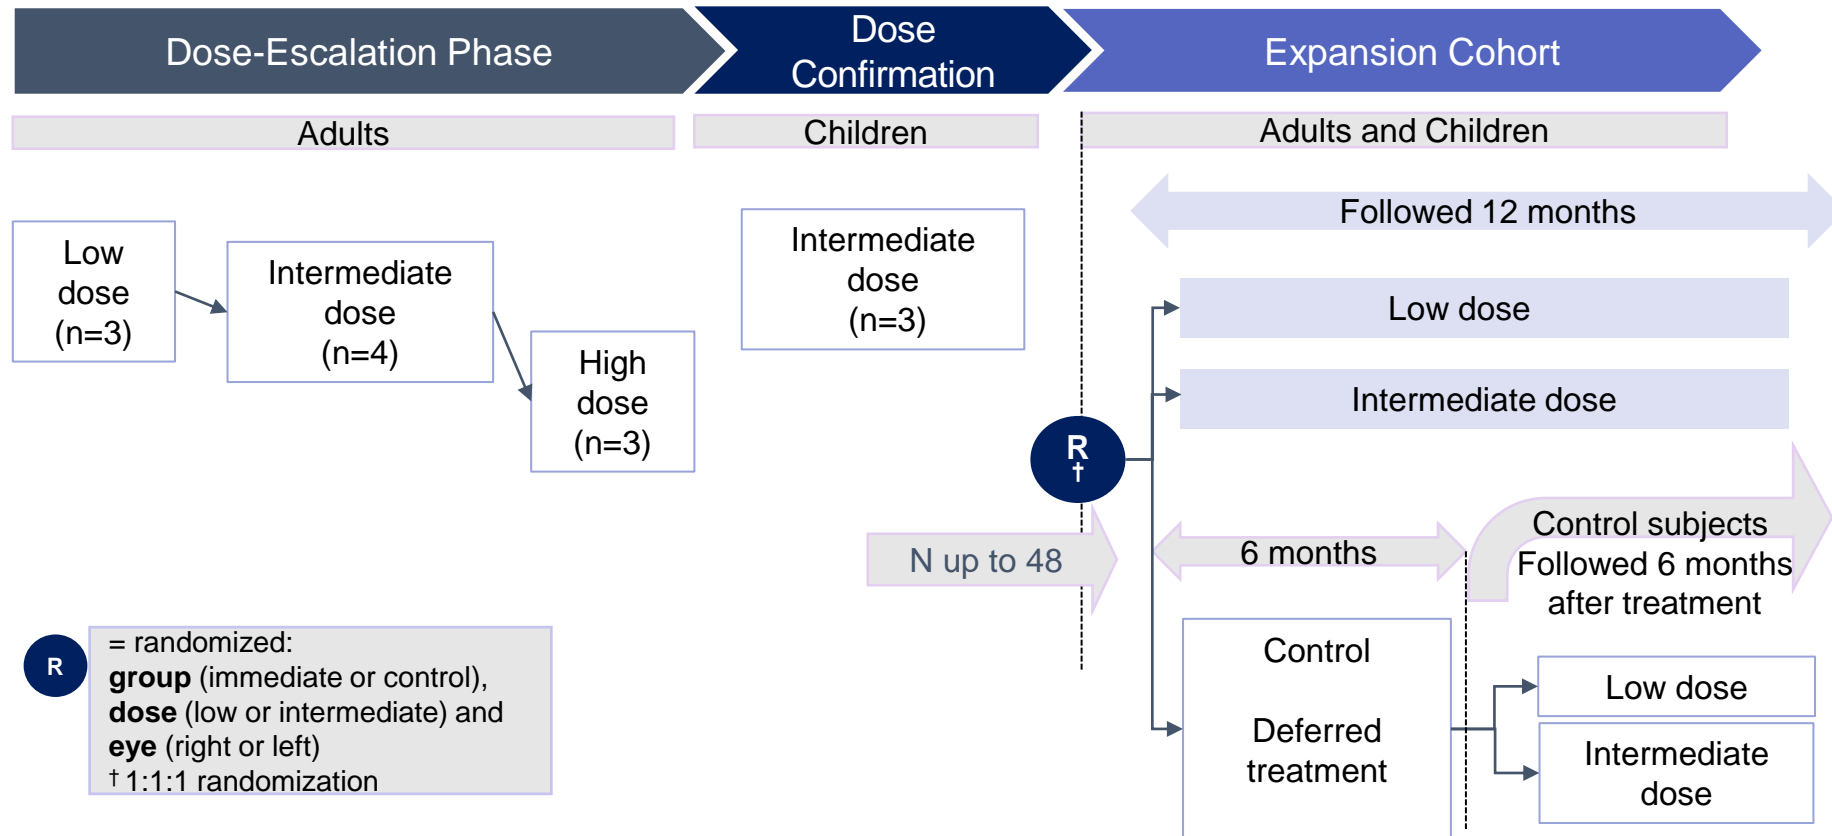 Dose-Escalation Phase
Dose
Confirmation
Expansion Cohort
Adults
Children
Adults and Children
Low
dose
(n=3)
Intermediate
dose
(n=4)
High
dose
(n=3)
Intermediate
dose
(n=3)
Followed 12 months
Low dose
Intermediate dose
R
†
N up to 48
6 months
Control subjects
Followed 6 months
after treatment
Control
Deferred
treatment
Low dose
Intermediate
dose
R
= randomized:
group (immediate or control),
dose (low or intermediate) and
eye (right or left)
† 1:1:1 randomization